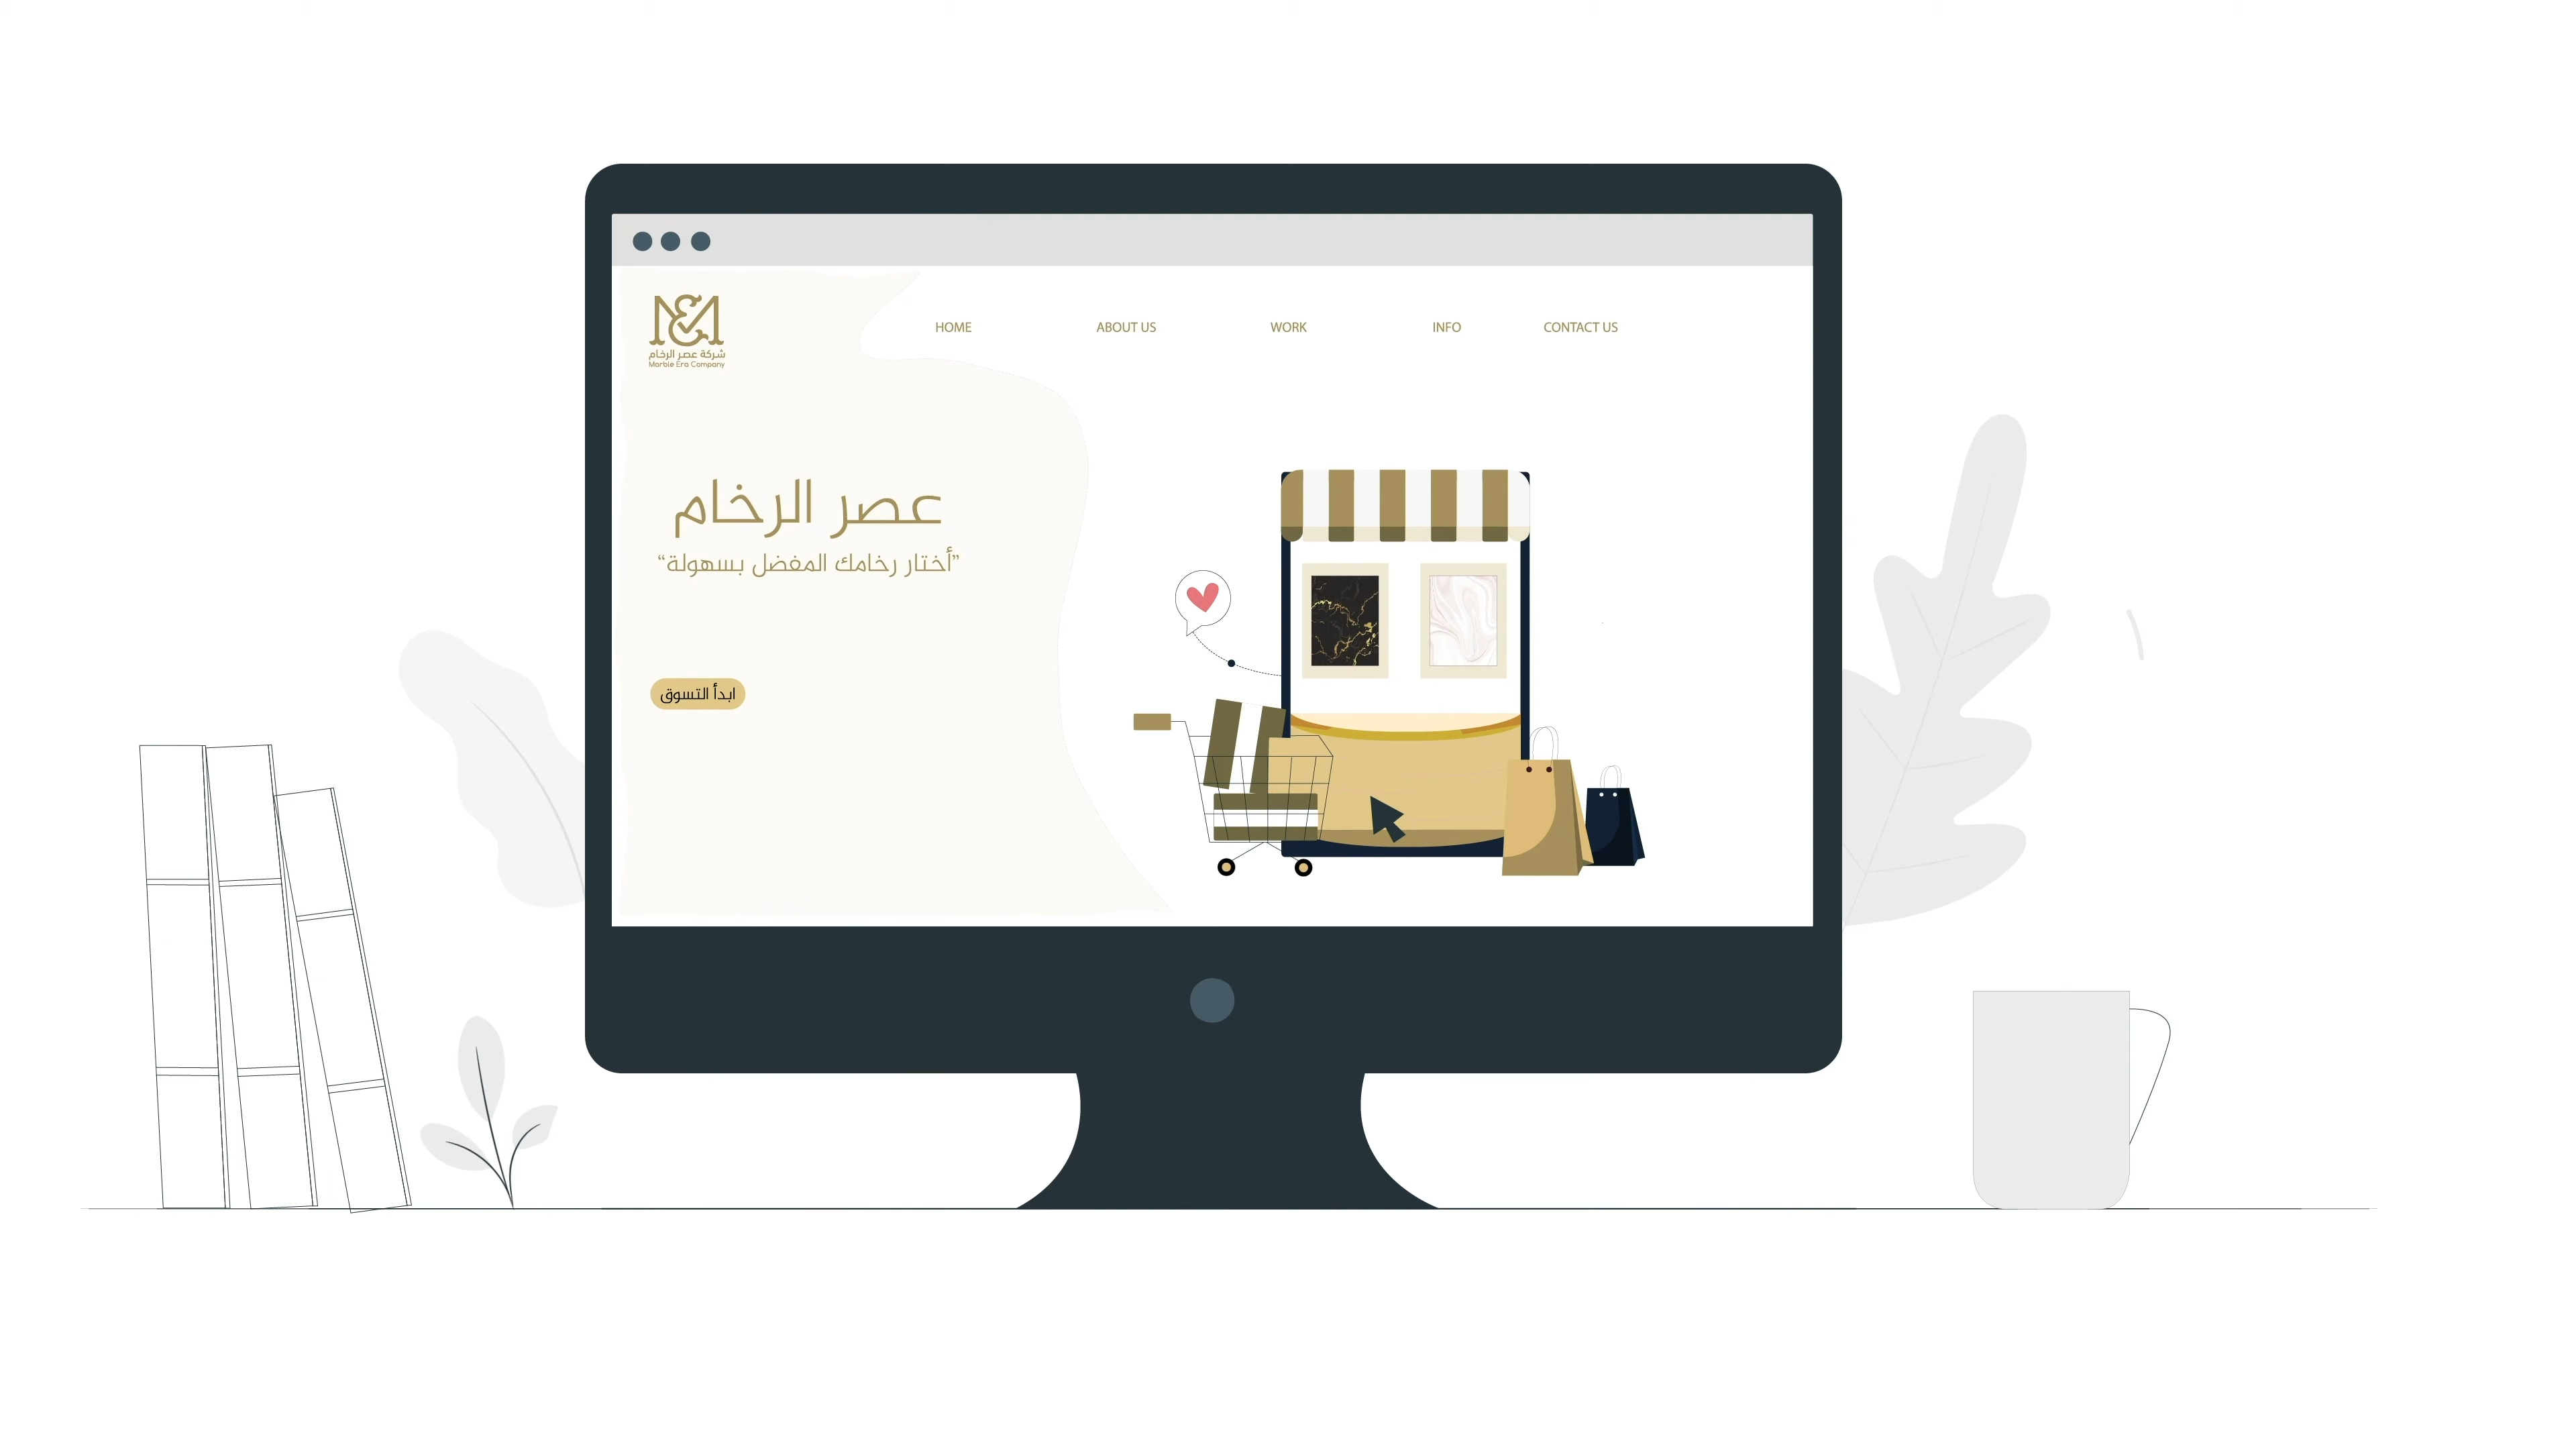 شركة عصر الرخام
Marble Era Company
HOME
ABOUT US
WORK
INFO
CONTACT US
عصر الرخام
”أختار رخامك المفضل بسهولة“
ابدأ التسوق